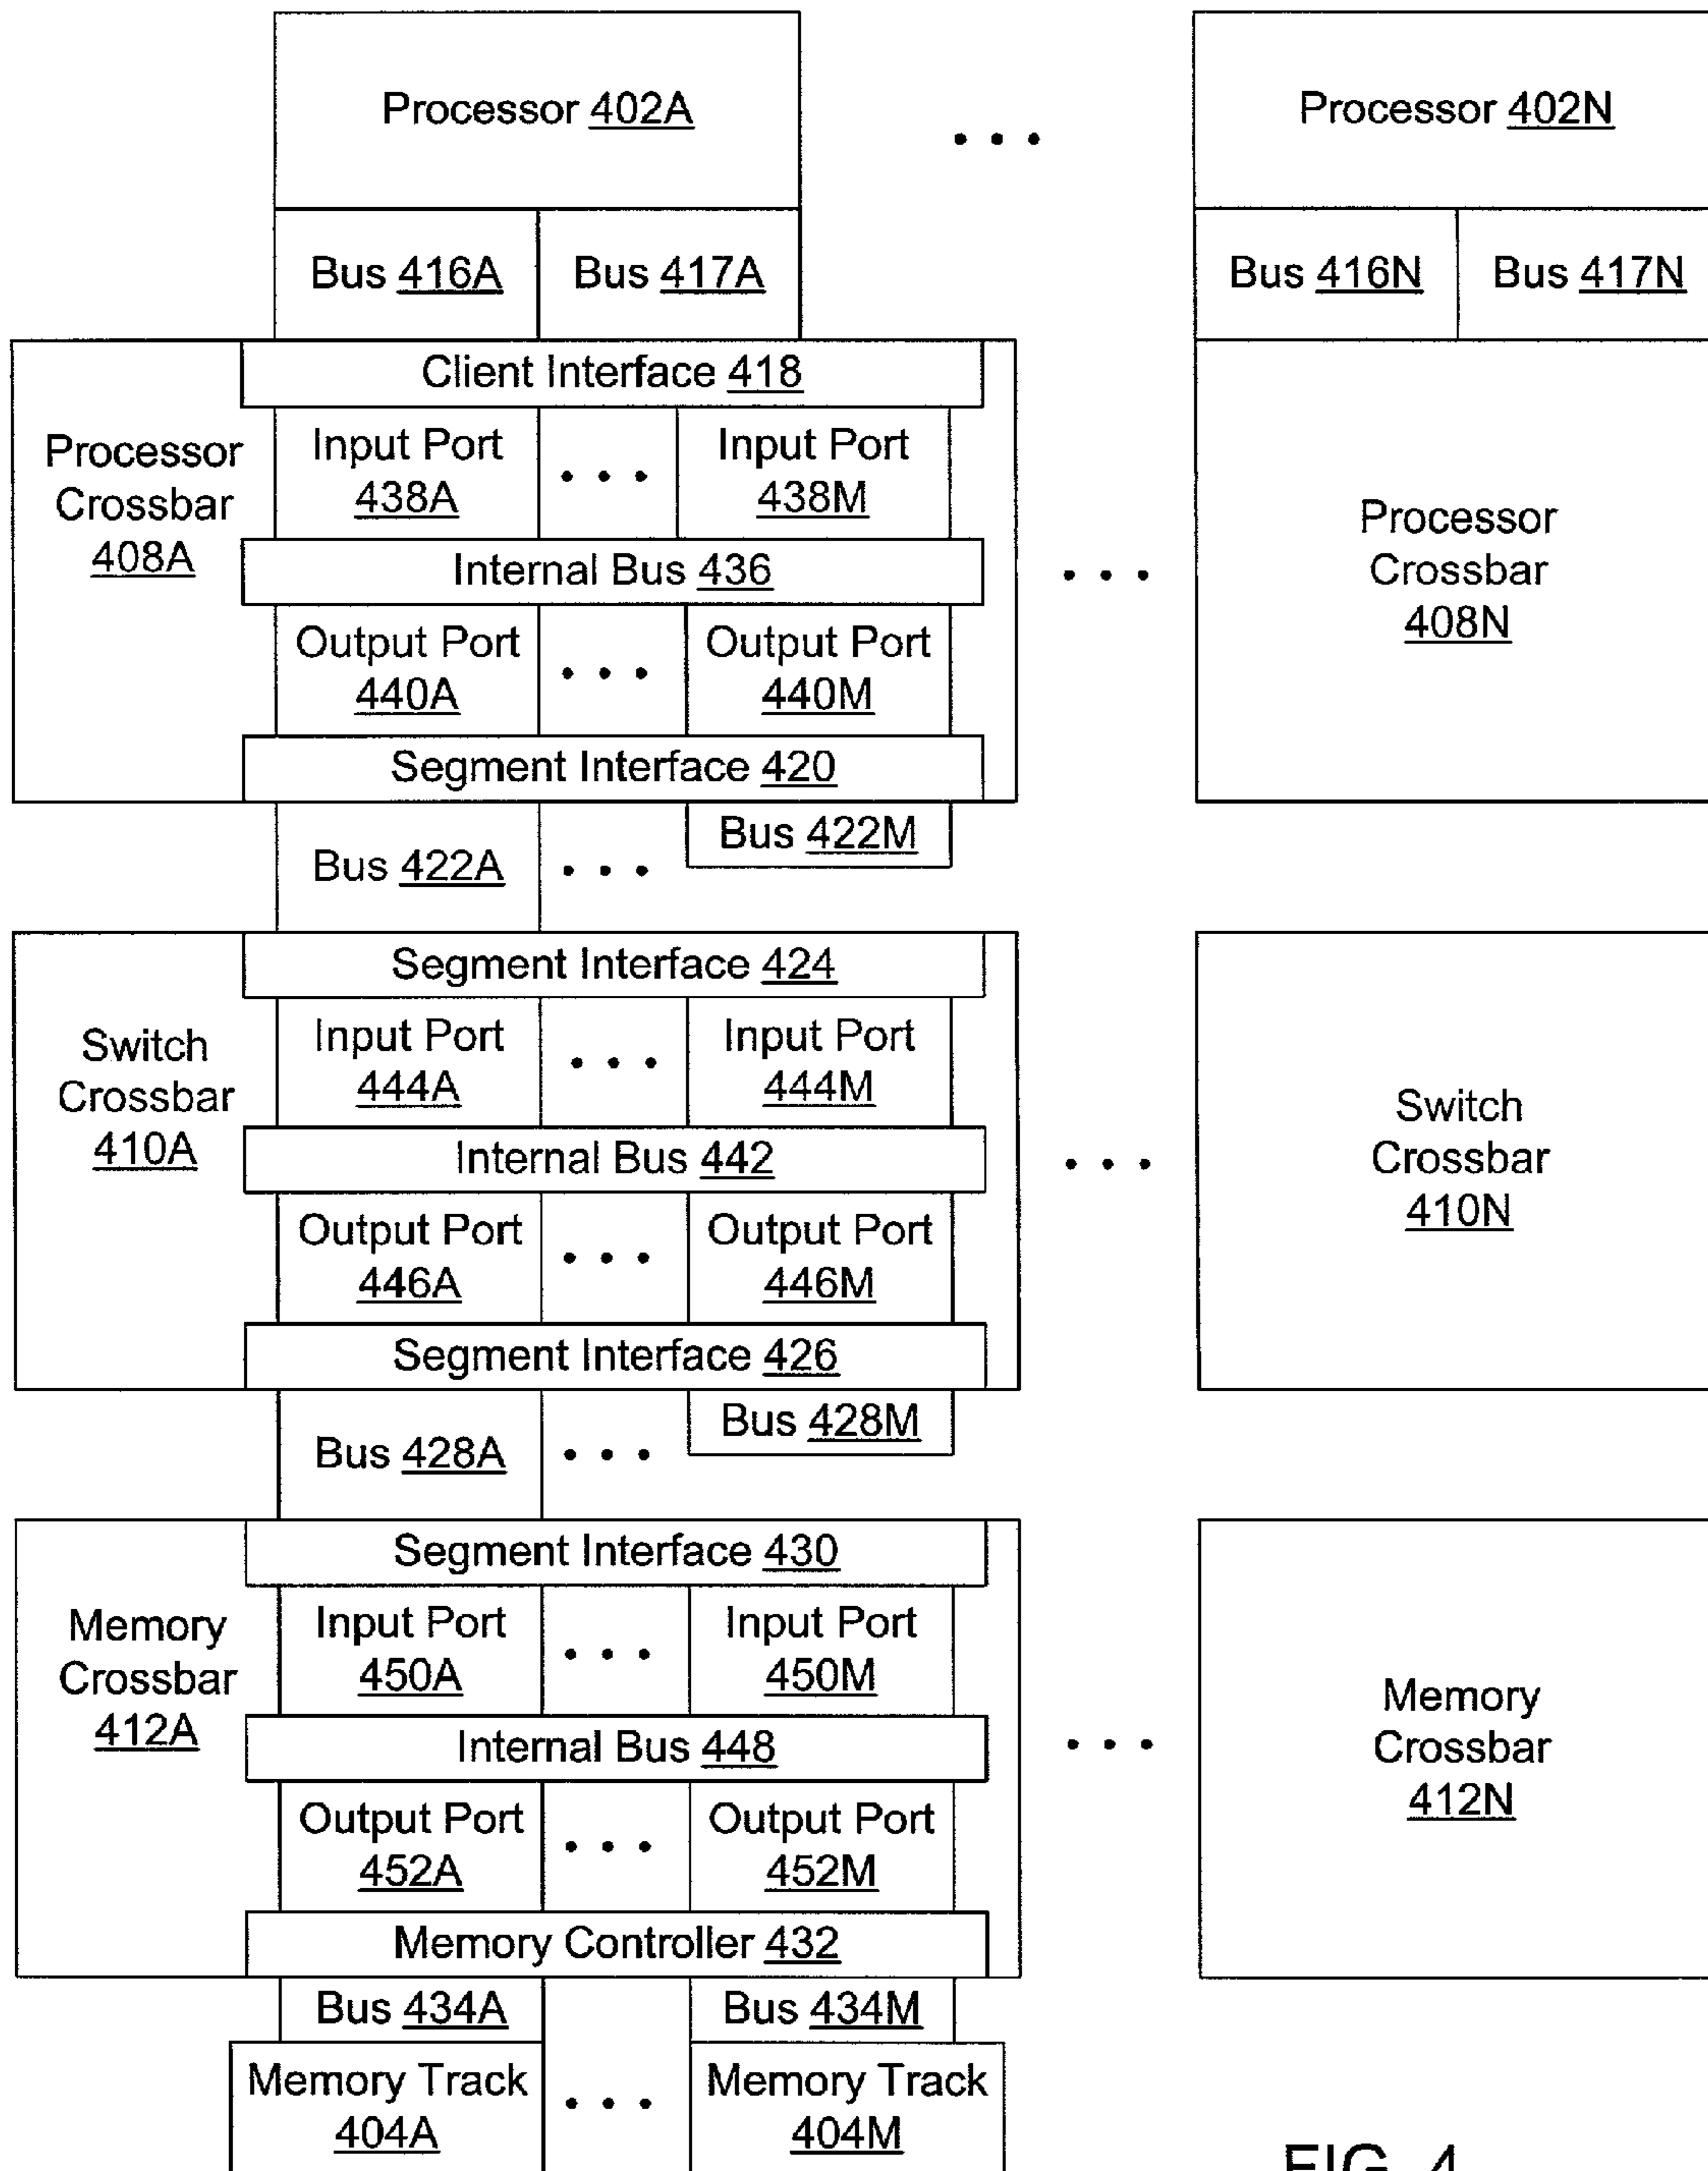 Processor 402A
Processor 402N
Bus 416A
Bus 417A
Bus 416N
Bus 417N
Client Interface 418
Processor
Crossbar
408A
Input Port
438A
Input Port
438M
Internal Bus 436
Output Port
440A
Output Port
440M
Segment Interface 420
Processor
Crossbar
408N
Bus 422A
Bus 422M
Segment Interface 424
Switch
Crossbar
410A
Input Port
444A
Input Port
444M
Internal Bus 442
Output Port
446A
Output Port
446M
Segment Interface 426
Switch
Crossbar
410N
Bus 428A
Bus 428M
Segment Interface 430
Memory
Crossbar
412A
Input Port
450A
Input Port
450M
Internal Bus 448
Output Port
452A
Output Port
452M
Memory Controller 432
Memory
Crossbar
412N
Bus 434A
Bus 434M
Memory Track
404A
Memory Track
404M
FIG. 4